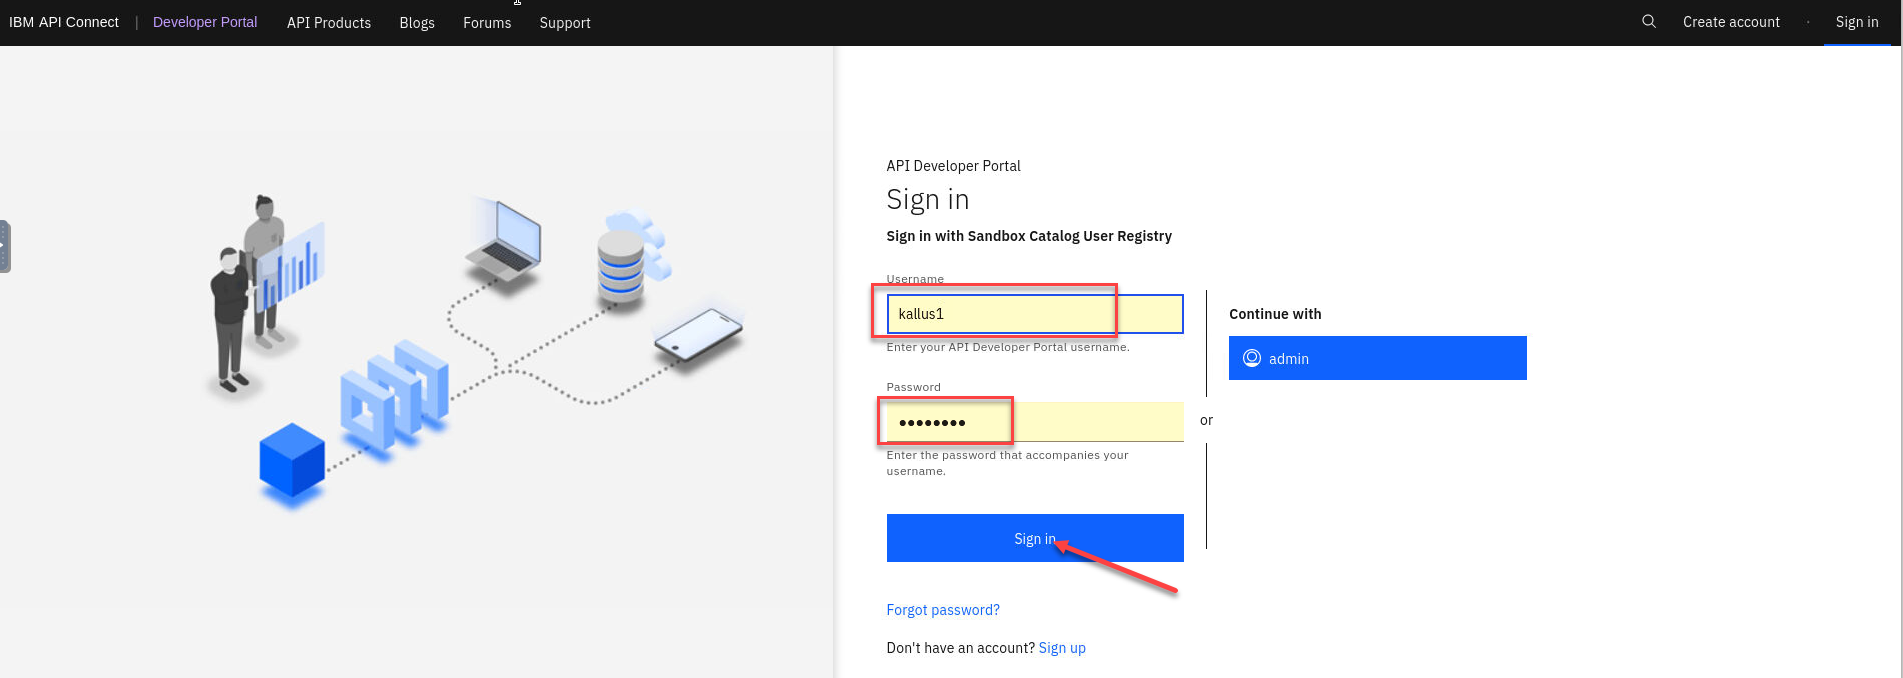 IBM API Connect | Developer Portal API Products Blogs Forums Support Create account · Sign in
API Developer Portal
Sign in
Sign in with Sandbox Catalog User Registry
Username
kallus1
Enter your API Developer Portal username.
Password
••••••••
Enter the password that accompanies your
username.
Sign in
or
Continue with
admin
Forgot password?
Don't have an account? Sign up